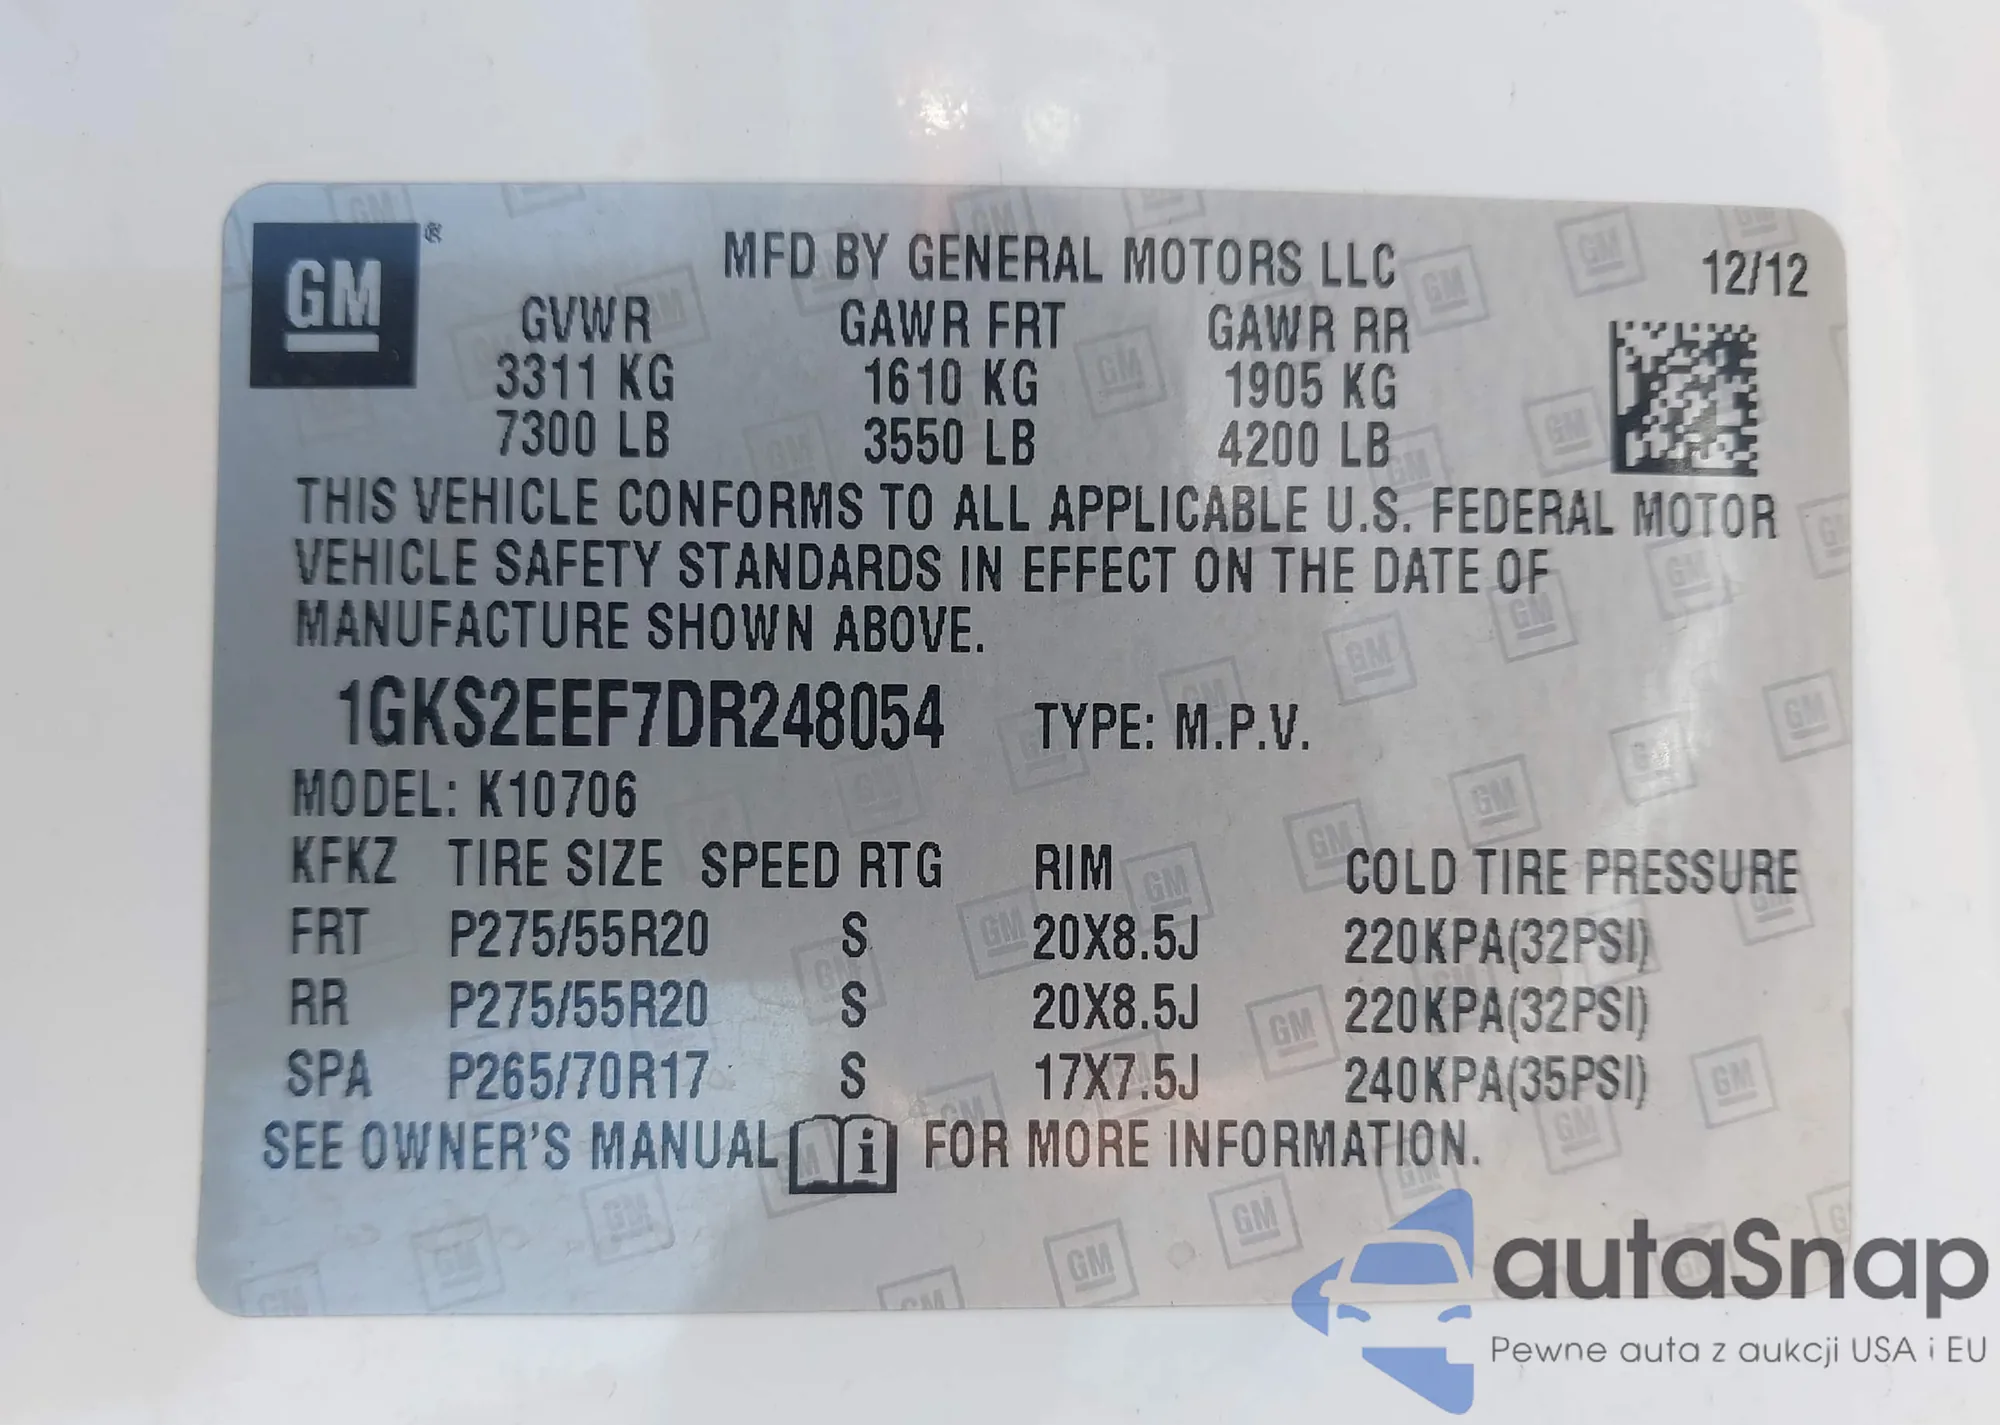 GM ®
MFD BY GENERAL MOTORS LLC 12/12
GVWR GAWR FRT GAWR RR
3311 KG 1610 KG 1905 KG
7300 LB 3550 LB 4200 LB
THIS VEHICLE CONFORMS TO ALL APPLICABLE U.S. FEDERAL MOTOR
VEHICLE SAFETY STANDARDS IN EFFECT ON THE DATE OF
MANUFACTURE SHOWN ABOVE.
1GKS2EEF7DR248054 TYPE: M.P.V.
MODEL: K10706
KFKZ TIRE SIZE SPEED RTG RIM COLD TIRE PRESSURE
FRT P275/55R20 S 20X8.5J 220KPA(32PSI)
RR P275/55R20 S 20X8.5J 220KPA(32PSI)
SPA P265/70R17 S 17X7.5J 240KPA(35PSI)
SEE OWNER'S MANUAL i FOR MORE INFORMATION.
autaSnap
Pewne auta z aukcji USA i EU